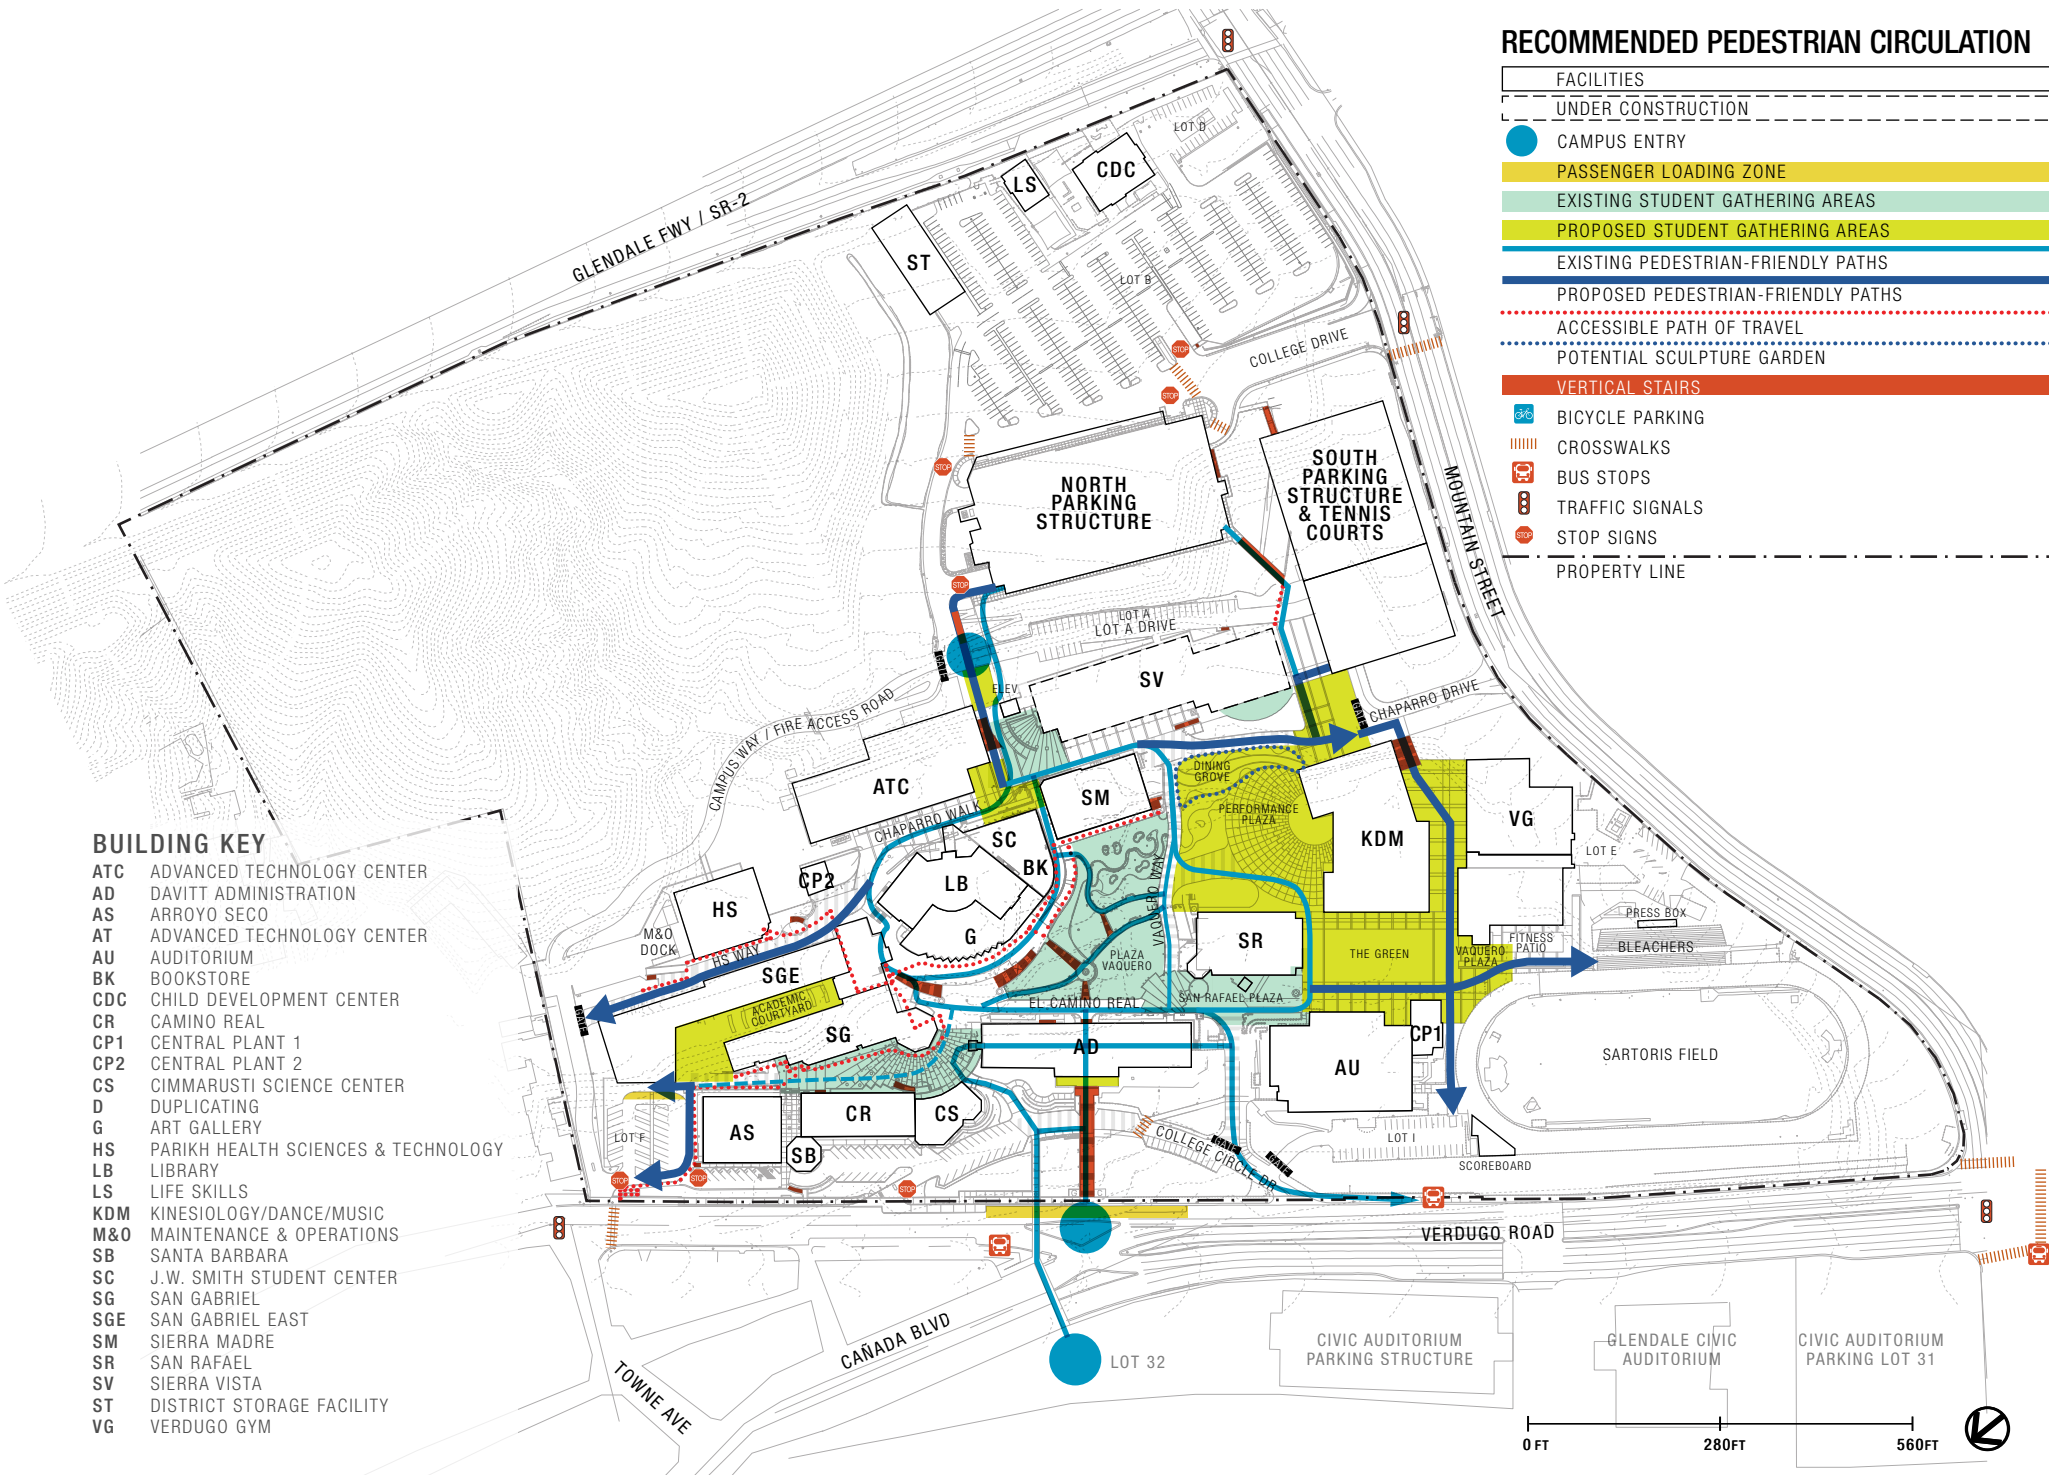 RECOMMENDED PEDESTRIAN CIRCULATION
FACILITIES
UNDER CONSTRUCTION
CAMPUS ENTRY
PASSENGER LOADING ZONE
EXISTING STUDENT GATHERING AREAS
PROPOSED STUDENT GATHERING AREAS
EXISTING PEDESTRIAN-FRIENDLY PATHS
PROPOSED PEDESTRIAN-FRIENDLY PATHS
ACCESSIBLE PATH OF TRAVEL
POTENTIAL SCULPTURE GARDEN
VERTICAL STAIRS
BICYCLE PARKING
CROSSWALKS
BUS STOPS
TRAFFIC SIGNALS
STOP
STOP SIGNS
PROPERTY LINE
GLENDALE FWY / SR-2
LOT D
CDC
LS
ST
LOT B
COLLEGE DRIVE
STOP
STOP
STOP
STOP
NORTH
PARKING
STRUCTURE
SOUTH
PARKING
STRUCTURE
& TENNIS
COURTS
MOUNTAIN STREET
LOT A
LOT A DRIVE
GATE
ELEV
SV
CHAPARRO DRIVE
GATE
CAMPUS WAY / FIRE ACCESS ROAD
ATC
CHAPARRO WALK
SM
SC
BK
DINING
GROVE
PERFORMANCE
PLAZA
KDM
VG
LOT E
CP2
LB
G
HS
M&O
DOCK
HS WAY
SGE
ACADEMIC
COURTYARD
SG
GATE
VAQUERO WAY
PLAZA
VAQUERO
EL CAMINO REAL
SR
SAN RAFAEL PLAZA
THE GREEN
VAQUERO
PLAZA
FITNESS
PATIO
PRESS BOX
BLEACHERS
CP1
AU
AD
SARTORIS FIELD
LOT F
AS
CR
CS
SB
STOP
STOP
STOP
COLLEGE CIRCLE DR
GATE
GATE
LOT I
SCOREBOARD
VERDUGO ROAD
CAÑADA BLVD
TOWNE AVE
LOT 32
CIVIC AUDITORIUM
PARKING STRUCTURE
GLENDALE CIVIC
AUDITORIUM
CIVIC AUDITORIUM
PARKING LOT 31
0 FT
280FT
560FT
BUILDING KEY
ATC ADVANCED TECHNOLOGY CENTER
AD DAVITT ADMINISTRATION
AS ARROYO SECO
AT ADVANCED TECHNOLOGY CENTER
AU AUDITORIUM
BK BOOKSTORE
CDC CHILD DEVELOPMENT CENTER
CR CAMINO REAL
CP1 CENTRAL PLANT 1
CP2 CENTRAL PLANT 2
CS CIMMARUSTI SCIENCE CENTER
D DUPLICATING
G ART GALLERY
HS PARIKH HEALTH SCIENCES & TECHNOLOGY
LB LIBRARY
LS LIFE SKILLS
KDM KINESIOLOGY/DANCE/MUSIC
M&O MAINTENANCE & OPERATIONS
SB SANTA BARBARA
SC J.W. SMITH STUDENT CENTER
SG SAN GABRIEL
SGE SAN GABRIEL EAST
SM SIERRA MADRE
SR SAN RAFAEL
SV SIERRA VISTA
ST DISTRICT STORAGE FACILITY
VG VERDUGO GYM